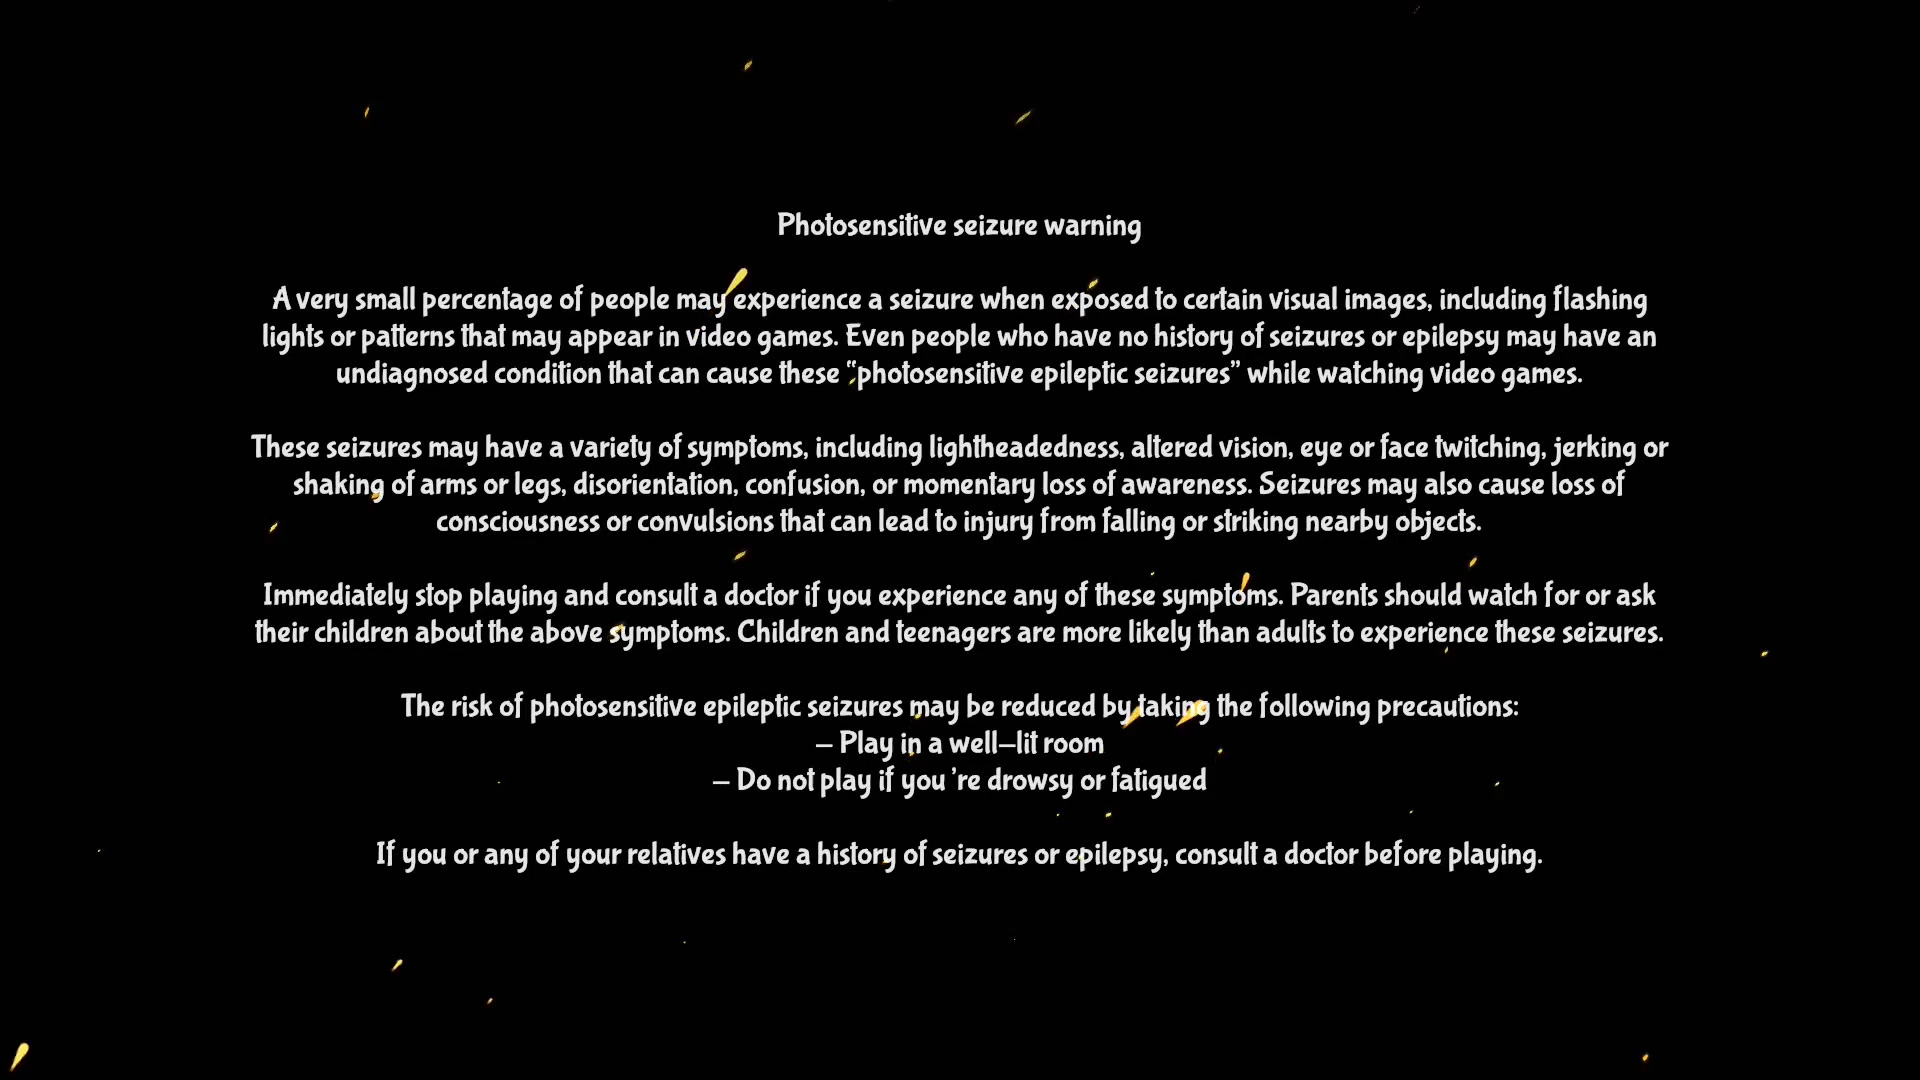 Photosensitive seizure warning
A very small percentage of people may experience a seizure when exposed to certain visual images, including flashing
lights or patterns that may appear in video games. Even people who have no history of seizures or epilepsy may have an
undiagnosed condition that can cause these “photosensitive epileptic seizures” while watching video games.
These seizures may have a variety of symptoms, including lightheadedness, altered vision, eye or face twitching, jerking or
shaking of arms or legs, disorientation, confusion, or momentary loss of awareness. Seizures may also cause loss of
consciousness or convulsions that can lead to injury from falling or striking nearby objects.
Immediately stop playing and consult a doctor if you experience any of these symptoms. Parents should watch for or ask
their children about the above symptoms. Children and teenagers are more likely than adults to experience these seizures.
The risk of photosensitive epileptic seizures may be reduced by taking the following precautions:
– Play in a well–lit room
– Do not play if you 're drowsy or fatigued
If you or any of your relatives have a history of seizures or epilepsy, consult a doctor before playing.